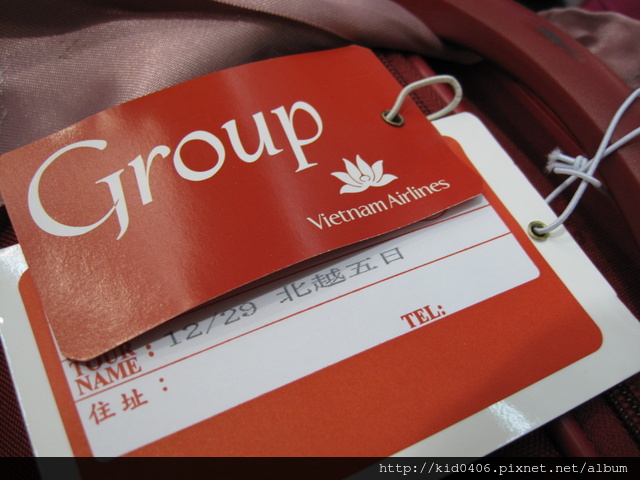 Group
Vietnam Airlines
TOUR
NAME: 12/29 北越五日
TEL:
住址:
http://kid0406.pixnet.net/album